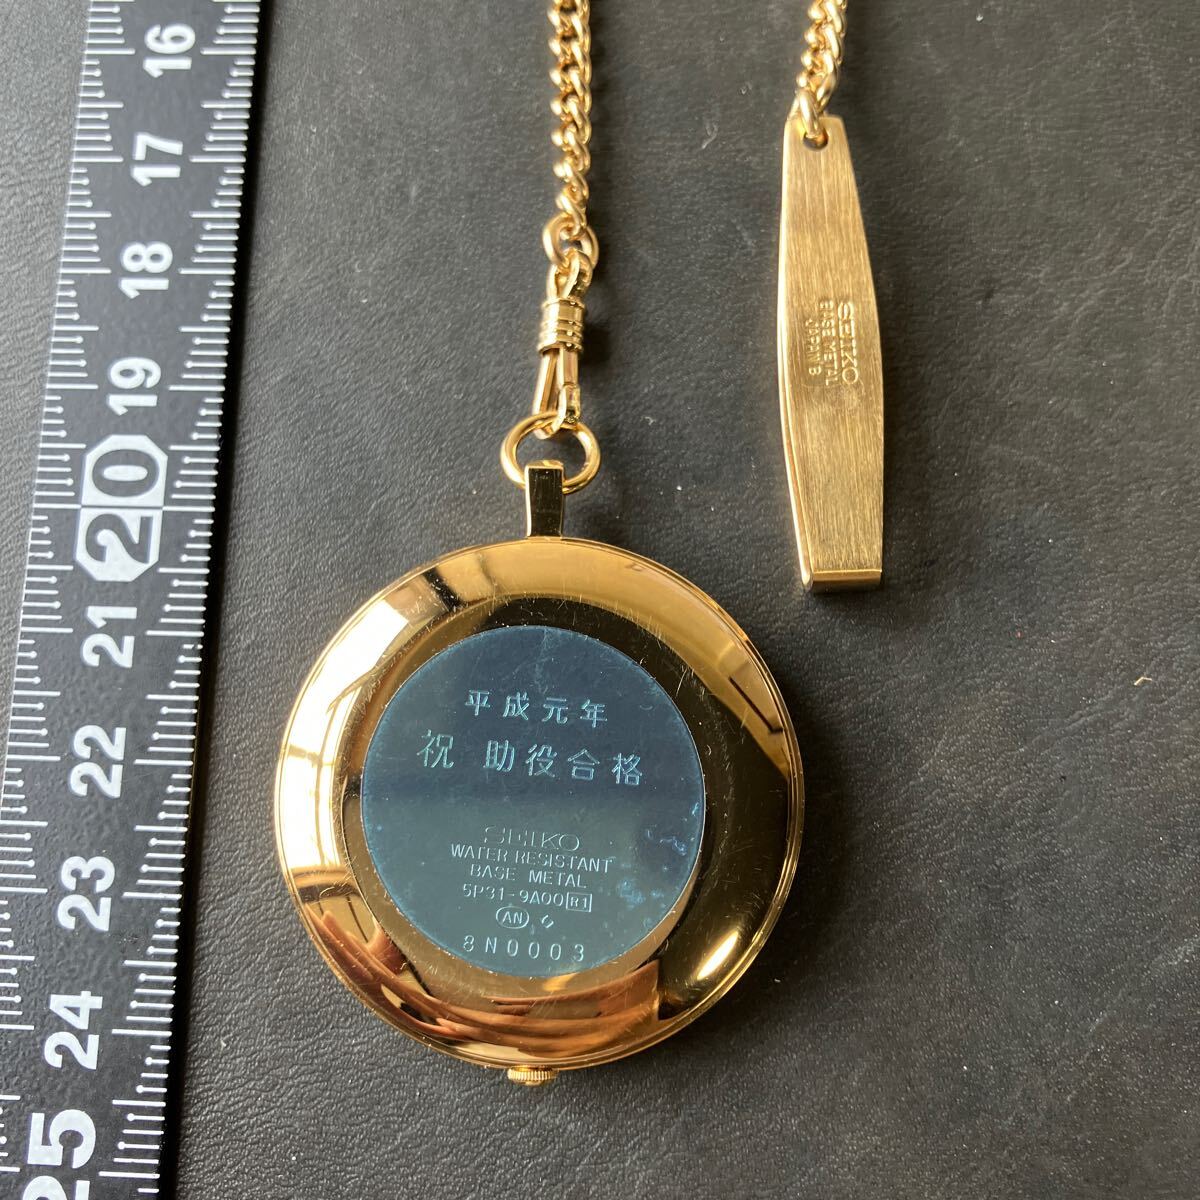 16
17
18
19
20
21
22
23
24
25
SEIKO
BASE METAL
JAPAN B
平成元年
祝 助役合格
SEIKO
WATER RESISTANT
BASE METAL
5P31-9A00 R1
AN
8N0003